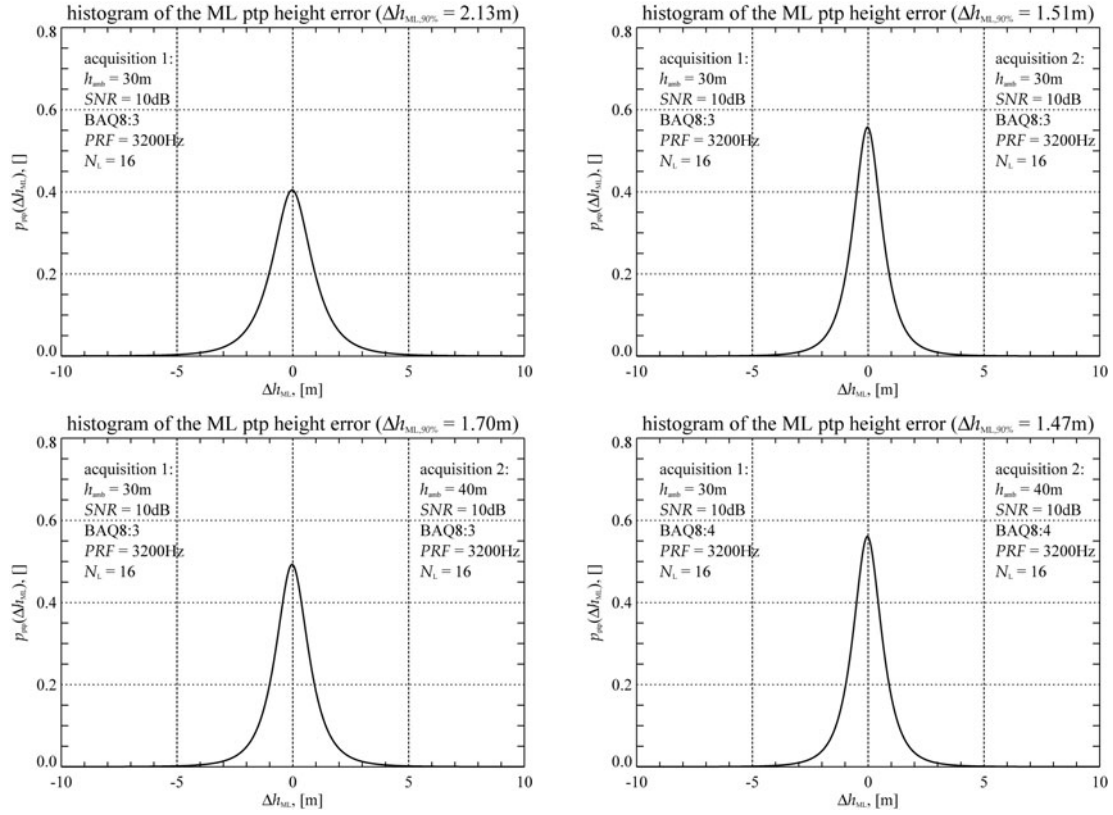 histogram of the ML ptp height error (Δh_ML,90% = 2.13m)
0.8
0.6
0.4
0.2
0.0
p_ptp(Δh_ML), []
acquisition 1:
h_amb = 30m
SNR = 10dB
BAQ8:3
PRF = 3200Hz
N_L = 16
-10
-5
0
5
10
Δh_ML, [m]
histogram of the ML ptp height error (Δh_ML,90% = 1.51m)
0.8
0.6
0.4
0.2
0.0
p_ptp(Δh_ML), []
acquisition 1:
h_amb = 30m
SNR = 10dB
BAQ8:3
PRF = 3200Hz
N_L = 16
acquisition 2:
h_amb = 30m
SNR = 10dB
BAQ8:3
PRF = 3200Hz
N_L = 16
-10
-5
0
5
10
Δh_ML, [m]
histogram of the ML ptp height error (Δh_ML,90% = 1.70m)
0.8
0.6
0.4
0.2
0.0
p_ptp(Δh_ML), []
acquisition 1:
h_amb = 30m
SNR = 10dB
BAQ8:3
PRF = 3200Hz
N_L = 16
acquisition 2:
h_amb = 40m
SNR = 10dB
BAQ8:3
PRF = 3200Hz
N_L = 16
-10
-5
0
5
10
Δh_ML, [m]
histogram of the ML ptp height error (Δh_ML,90% = 1.47m)
0.8
0.6
0.4
0.2
0.0
p_ptp(Δh_ML), []
acquisition 1:
h_amb = 30m
SNR = 10dB
BAQ8:4
PRF = 3200Hz
N_L = 16
acquisition 2:
h_amb = 40m
SNR = 10dB
BAQ8:4
PRF = 3200Hz
N_L = 16
-10
-5
0
5
10
Δh_ML, [m]